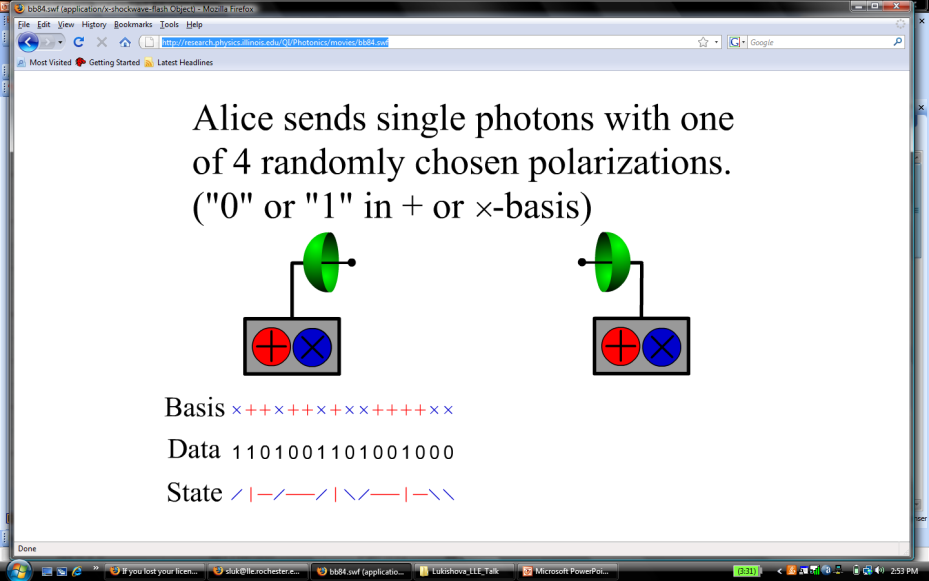 bb84.swf (application/x-shockwave-flash Object) - Mozilla Firefox
File Edit View History Bookmarks Tools Help
http://research.physics.illinois.edu/QI/Photonics/movies/bb84.swf
Google
Most Visited Getting Started Latest Headlines
Alice sends single photons with one
of 4 randomly chosen polarizations.
("0" or "1" in + or ×-basis)
Basis ×++×++×+××++++××
Data 1101001101001000
State /|—/——/|\/——|—\\
Done
If you lost your licen... sluk@lle.rochester.e... bb84.swf (applicatio... Lukishova_LLE_Talk Microsoft PowerPoi... (3:31) 2:53 PM